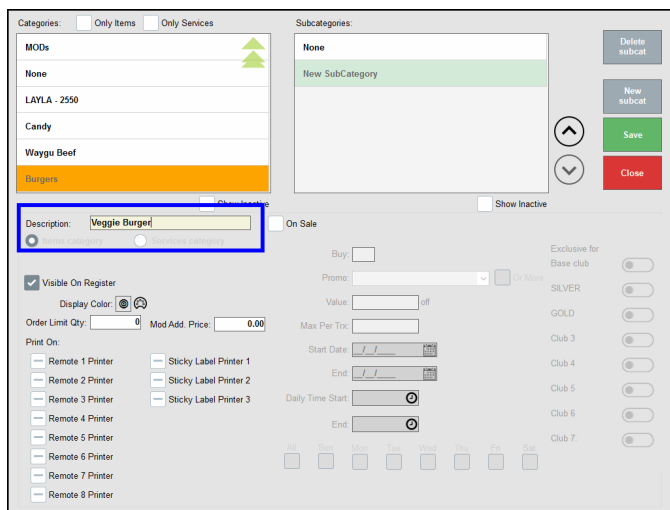 Categories: Only Items Only Services Subcategories:
MODs
None
LAYLA - 2550
Candy
Waygu Beef
Burgers
None
New SubCategory
Delete subcat
New subcat
Save
Close
Show Inactive
Show Inactive
Description: Veggie Burger
On Sale
Items category Services category
Visible On Register
Display Color:
Order Limit Qty: 0 Mod Add. Price: 0.00
Print On:
Remote 1 Printer Sticky Label Printer 1
Remote 2 Printer Sticky Label Printer 2
Remote 3 Printer Sticky Label Printer 3
Remote 4 Printer
Remote 5 Printer
Remote 6 Printer
Remote 7 Printer
Remote 8 Printer
Buy:
Promo: Or More
Value: off
Max Per Trx:
Start Date: _/_/____
End: _/_/____
Daily Time Start:
End:
All Sun Mon Tue Wed Thu Fri Sat
Exclusive for
Base club
SILVER
GOLD
Club 3
Club 4
Club 5
Club 6
Club 7: